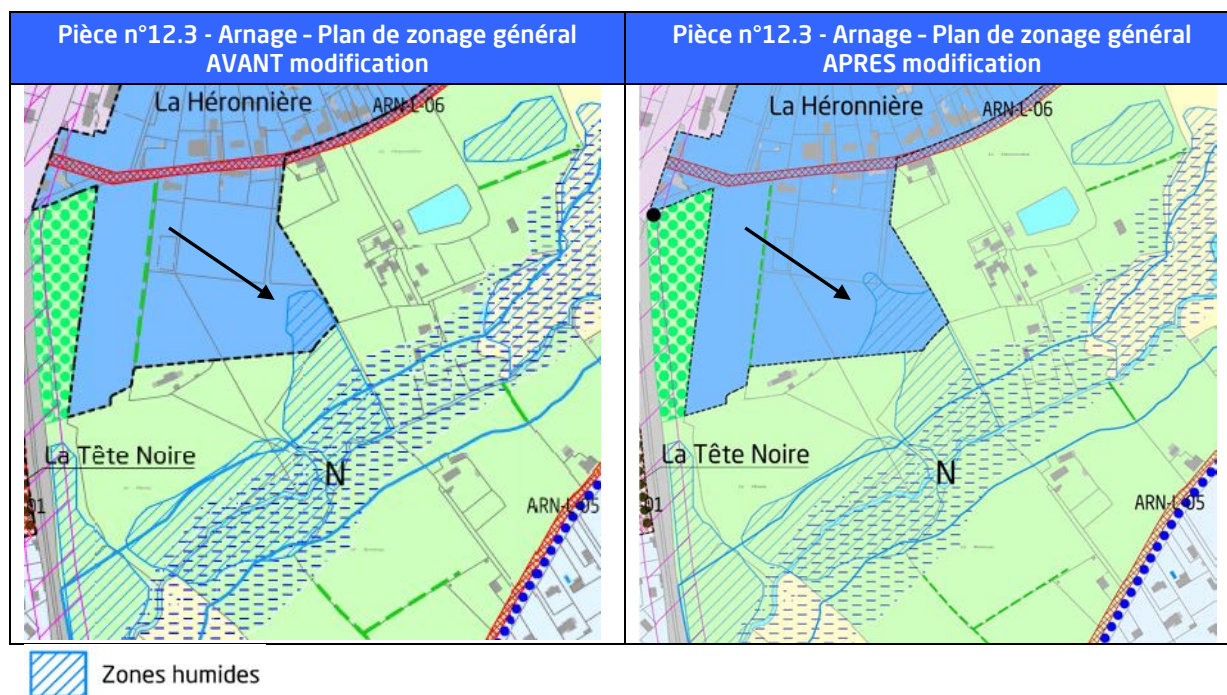 Pièce n°12.3 - Arnage – Plan de zonage général
AVANT modification
Pièce n°12.3 - Arnage – Plan de zonage général
APRES modification
La Héronnière
ARN-L-06
La Tête Noire
N
01
ARN-L-05
La Héronnière
ARN-L-06
La Tête Noire
N
01
ARN-L-05
Zones humides